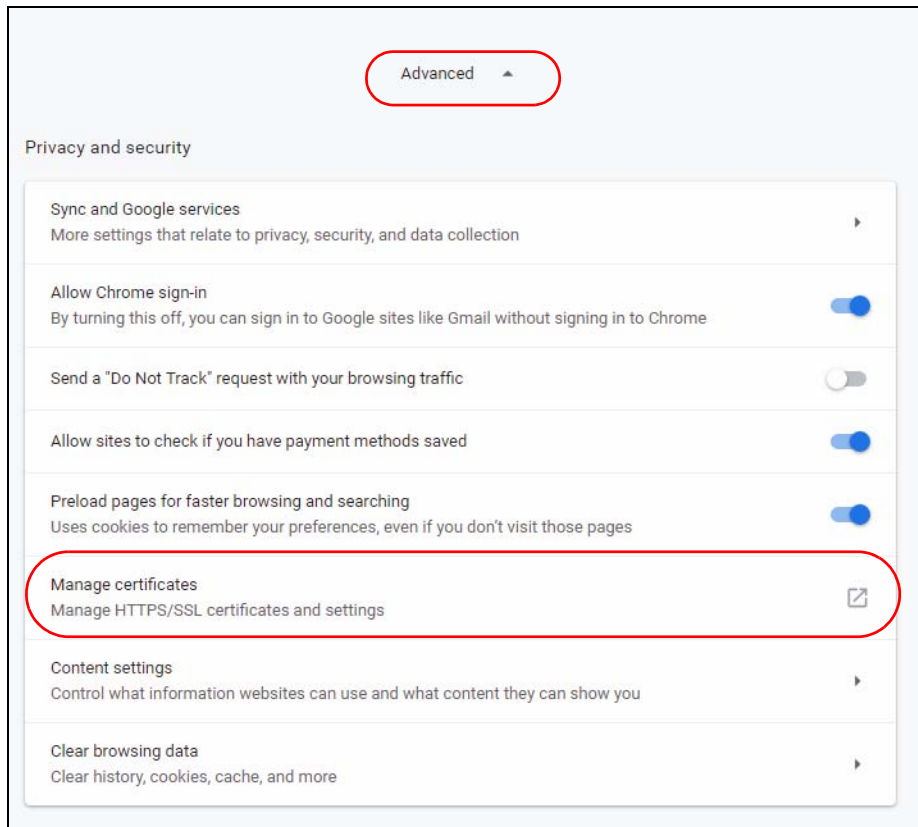 Advanced
Privacy and security
Sync and Google services
More settings that relate to privacy, security, and data collection
Allow Chrome sign-in
By turning this off, you can sign in to Google sites like Gmail without signing in to Chrome
Send a "Do Not Track" request with your browsing traffic
Allow sites to check if you have payment methods saved
Preload pages for faster browsing and searching
Uses cookies to remember your preferences, even if you don’t visit those pages
Manage certificates
Manage HTTPS/SSL certificates and settings
Content settings
Control what information websites can use and what content they can show you
Clear browsing data
Clear history, cookies, cache, and more